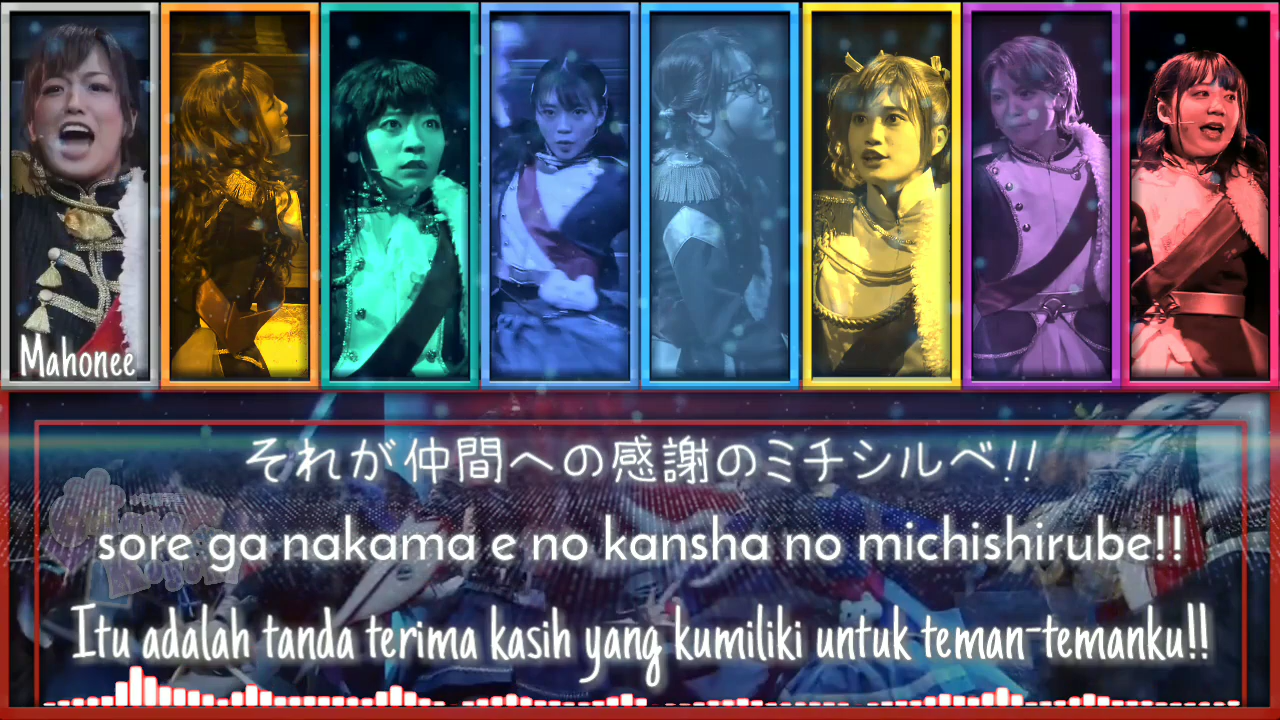 Mahonee
それが仲間への感謝のミチシルベ!!
sore ga nakama e no kansha no michishirube!!
Itu adalah tanda terima kasih yang kumiliki untuk teman-temanku!!